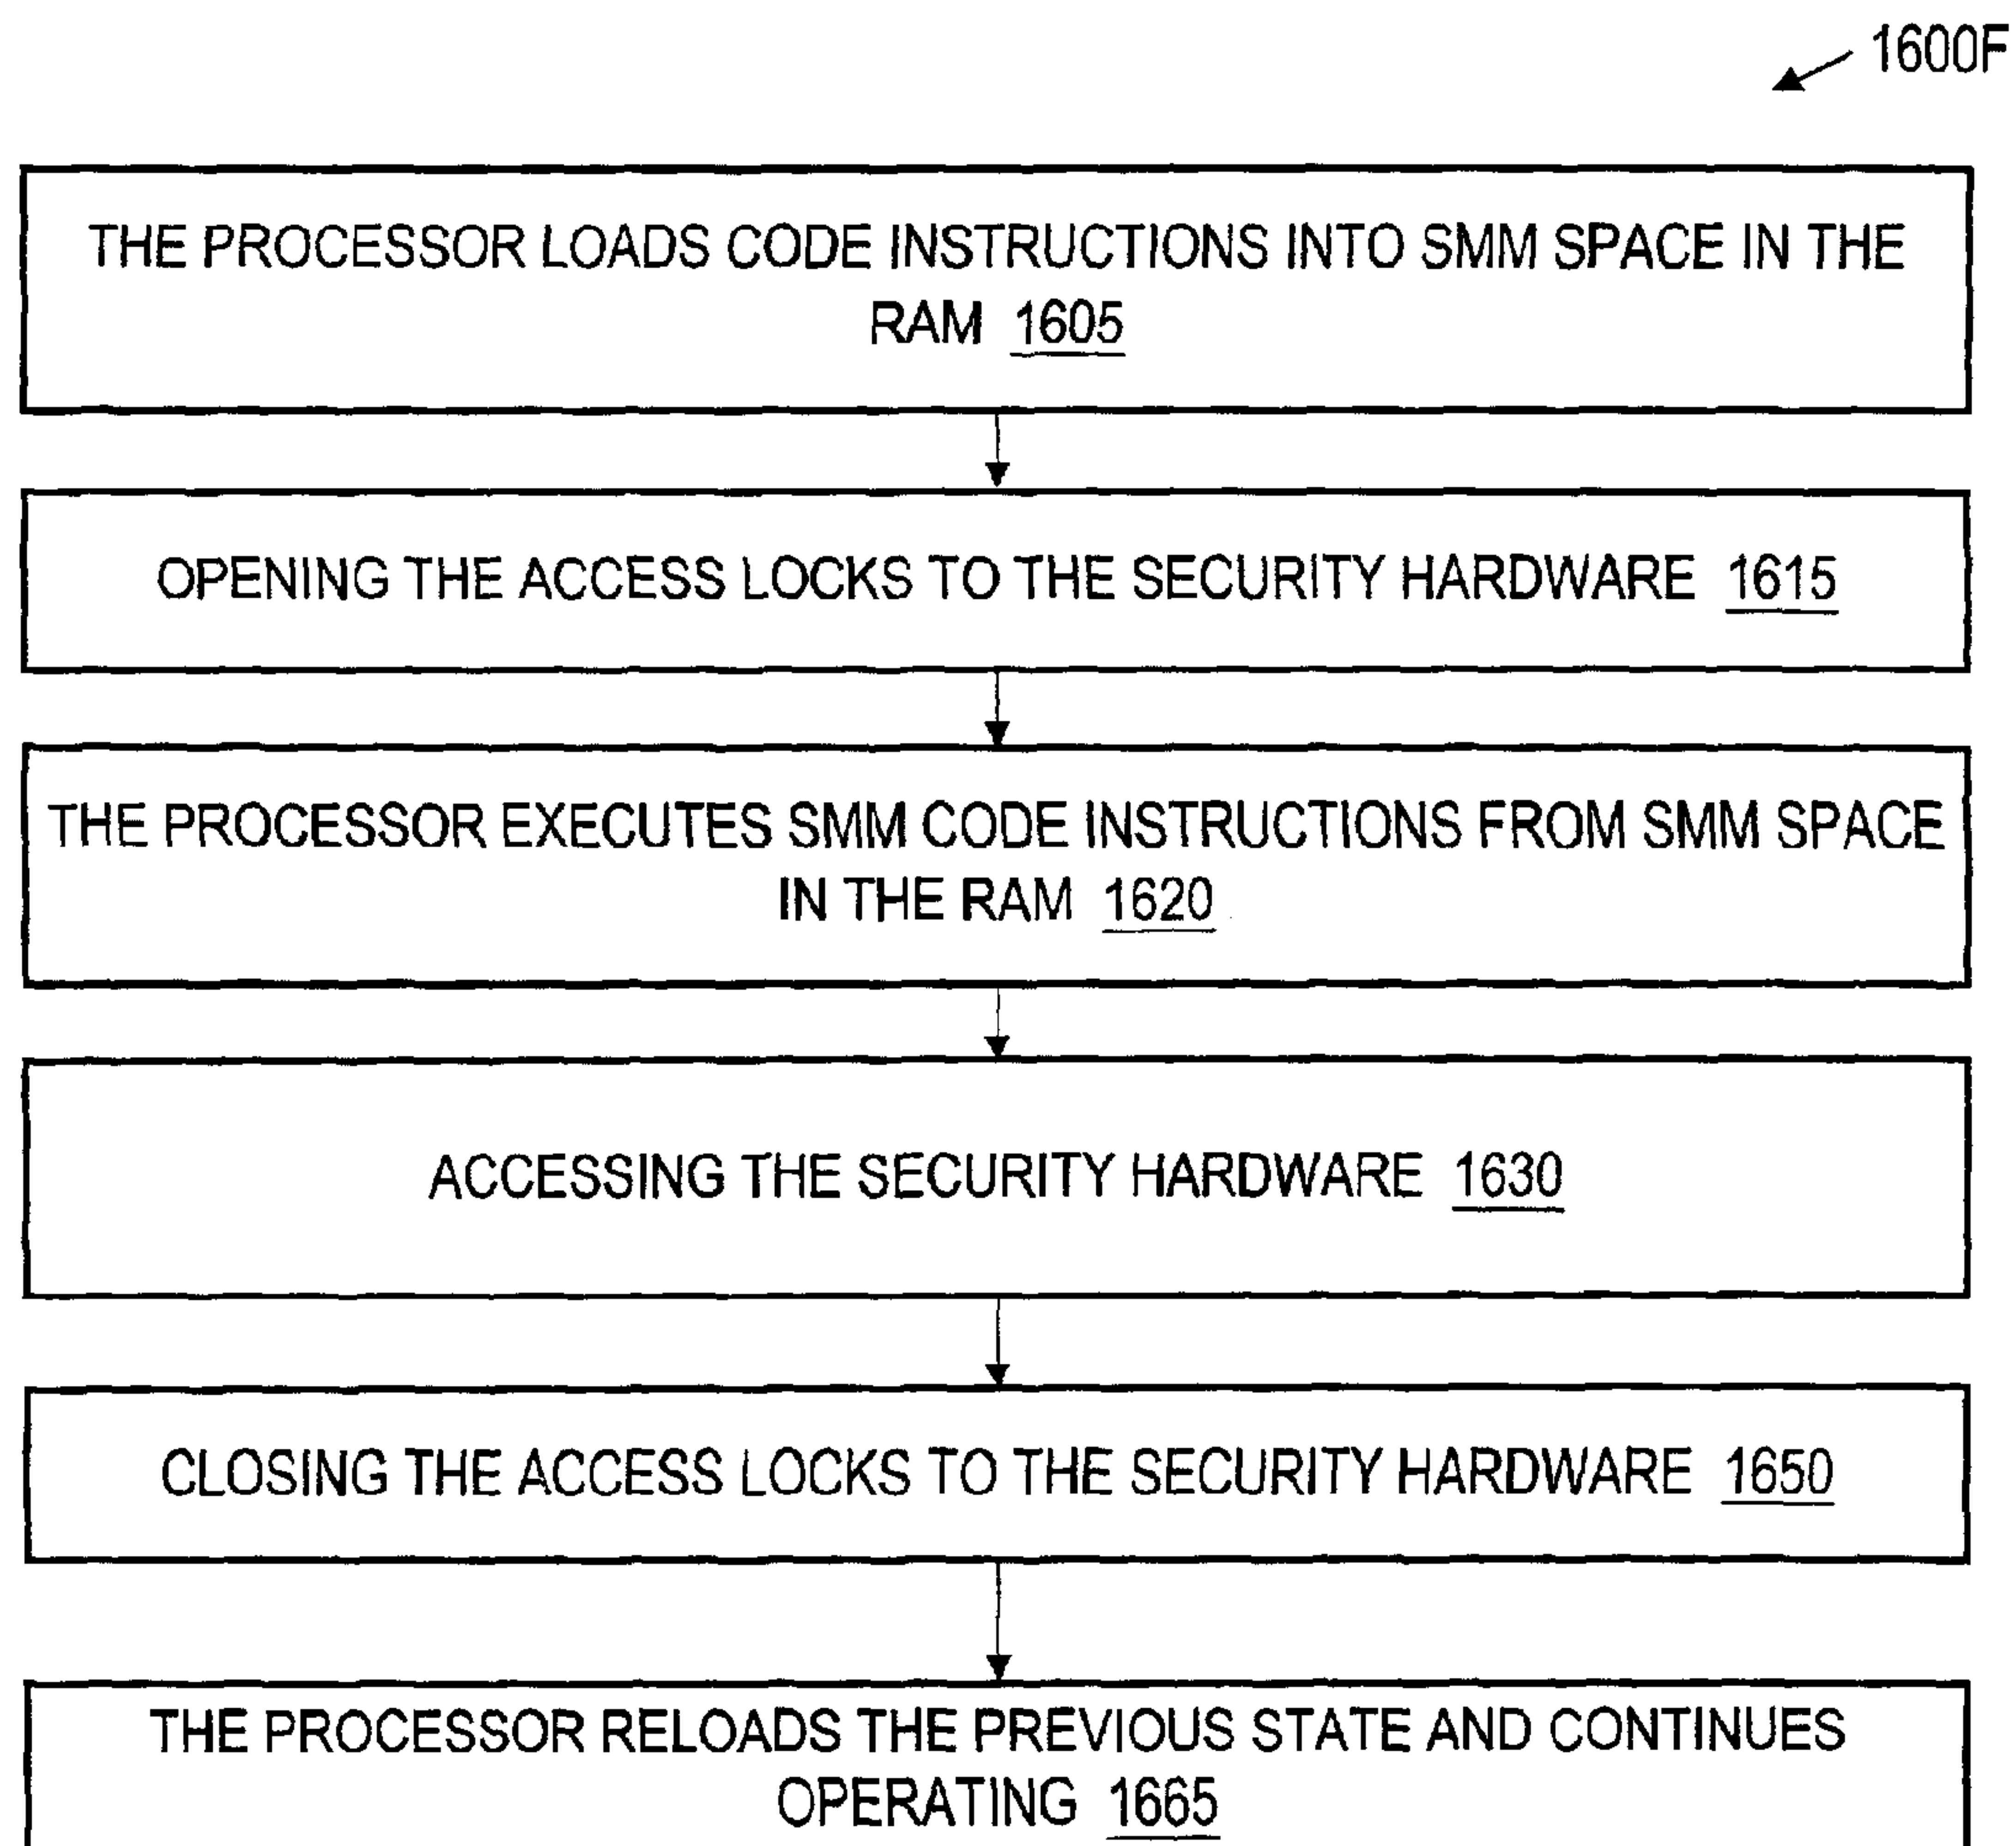 1600F
THE PROCESSOR LOADS CODE INSTRUCTIONS INTO SMM SPACE IN THE
RAM 1605
OPENING THE ACCESS LOCKS TO THE SECURITY HARDWARE 1615
THE PROCESSOR EXECUTES SMM CODE INSTRUCTIONS FROM SMM SPACE
IN THE RAM 1620
ACCESSING THE SECURITY HARDWARE 1630
CLOSING THE ACCESS LOCKS TO THE SECURITY HARDWARE 1650
THE PROCESSOR RELOADS THE PREVIOUS STATE AND CONTINUES
OPERATING 1665